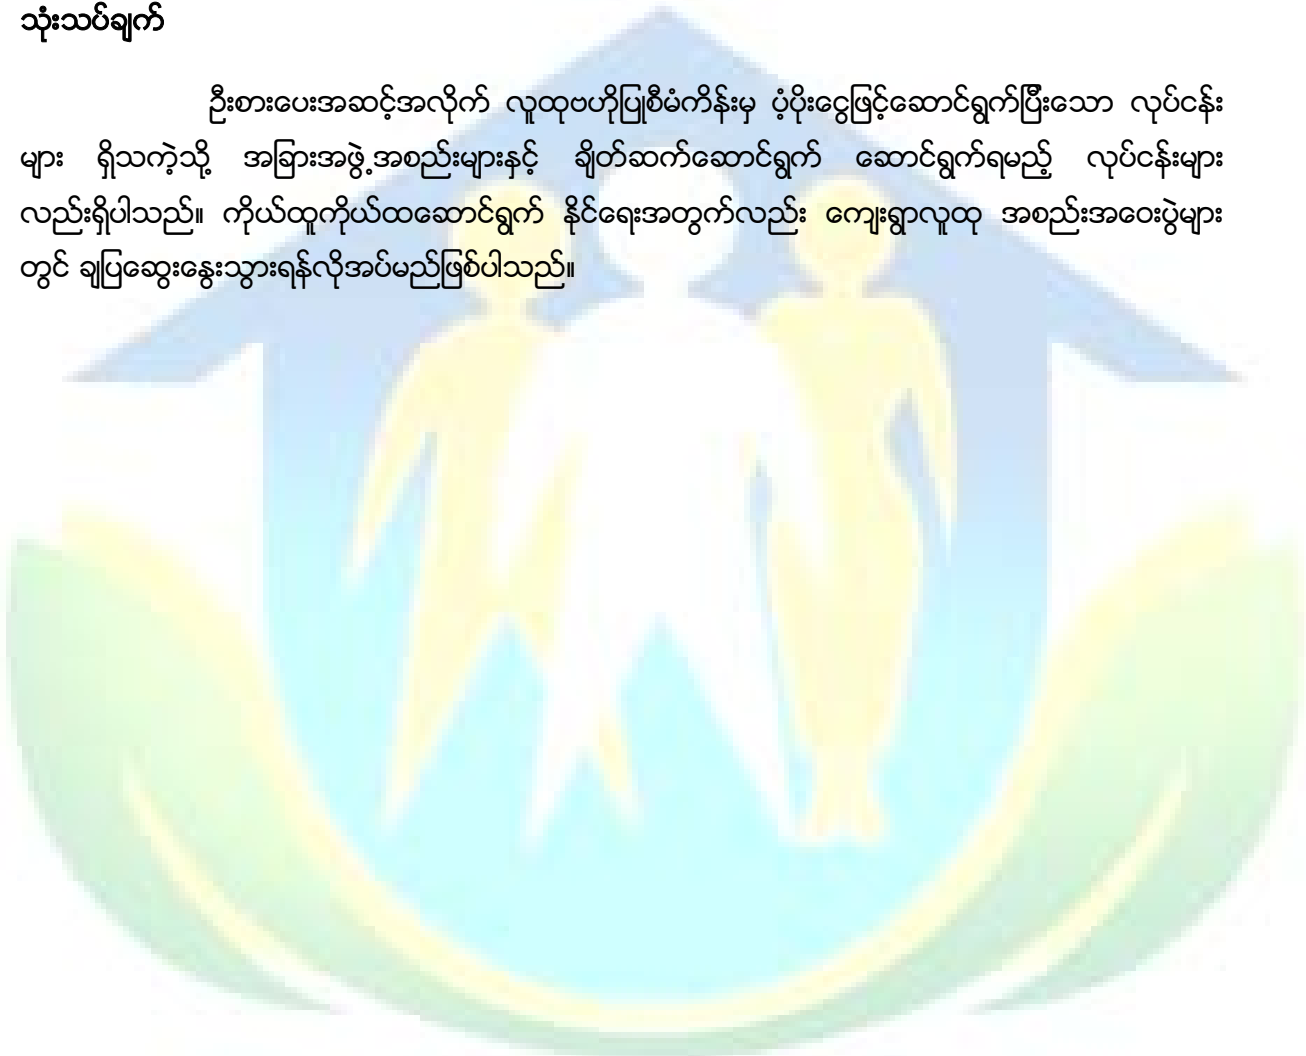 သုံးသပ်ချက်
ဦးစားပေးအဆင့်အလိုက် လူထုဗဟိုပြုစီမံကိန်းမှ ပံ့ပိုးငွေဖြင့်ဆောင်ရွက်ပြီးသော လုပ်ငန်း
များ ရှိသကဲ့သို့ အခြားအဖွဲ့အစည်းများနှင့် ချိတ်ဆက်ဆောင်ရွက် ဆောင်ရွက်ရမည့် လုပ်ငန်းများ
လည်းရှိပါသည်။ ကိုယ်ထူကိုယ်ထဆောင်ရွက် နိုင်ရေးအတွက်လည်း ကျေးရွာလူထု အစည်းအဝေးပွဲများ
တွင် ချပြဆွေးနွေးသွားရန်လိုအပ်မည်ဖြစ်ပါသည်။